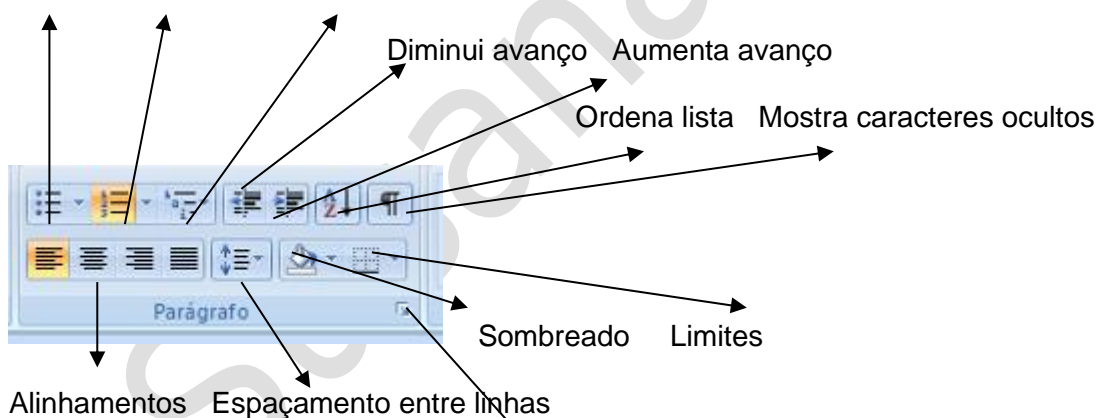 Diminui avanço Aumenta avanço
Ordena lista Mostra caracteres ocultos
Parágrafo
Sombreado Limites
Alinhamentos Espaçamento entre linhas